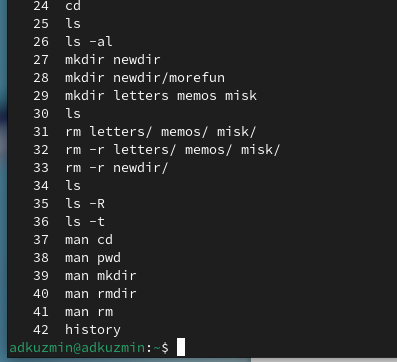 24 cd
25 ls
26 ls -al
27 mkdir newdir
28 mkdir newdir/morefun
29 mkdir letters memos misk
30 ls
31 rm letters/ memos/ misk/
32 rm -r letters/ memos/ misk/
33 rm -r newdir/
34 ls
35 ls -R
36 ls -t
37 man cd
38 man pwd
39 man mkdir
40 man rmdir
41 man rm
42 history
adkuzmin@adkuzmin:~$